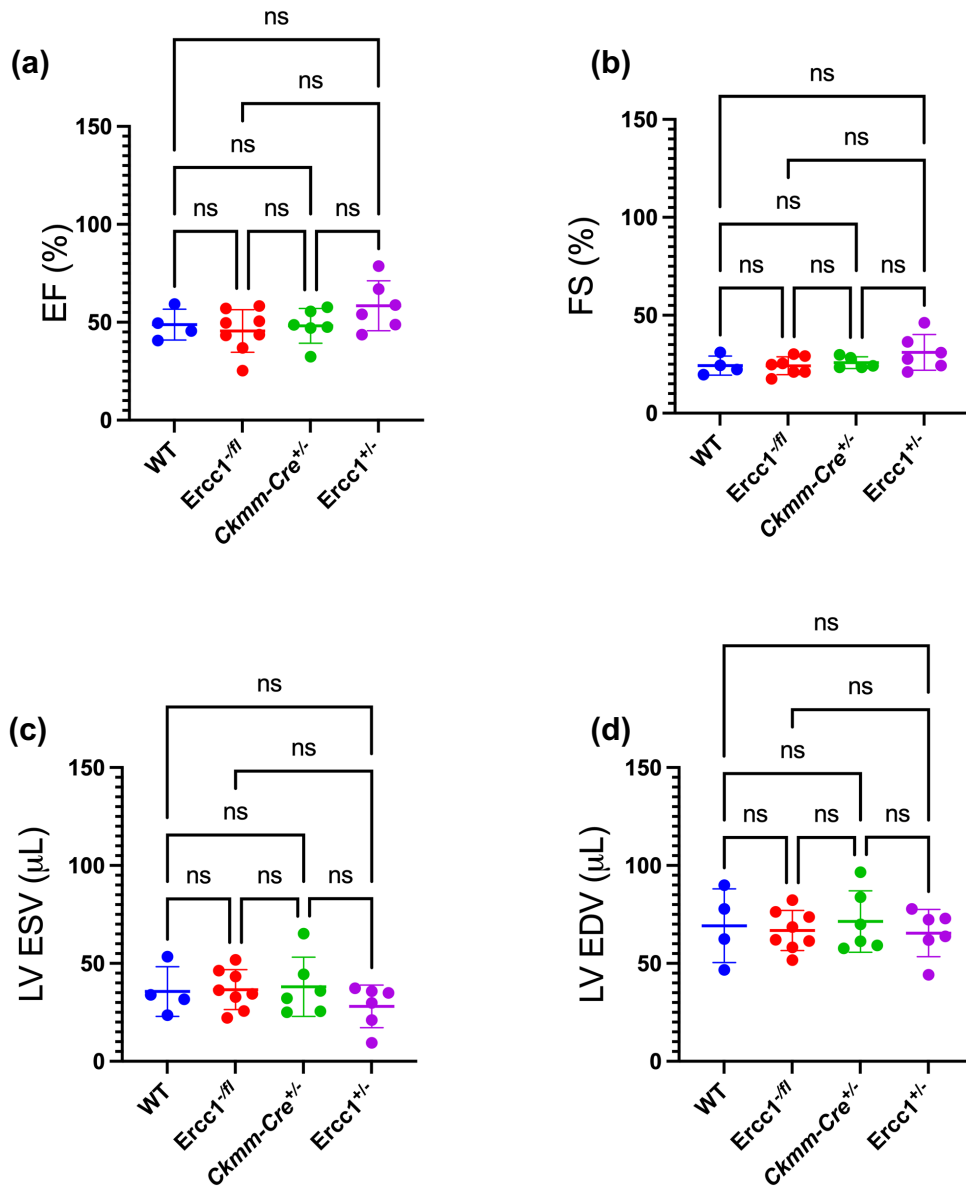 (a)
ns
ns
ns
ns ns ns
EF (%)
150
100
50
0
WT
Ercc1-/fl
Ckmm-Cre+/-
Ercc1+/-
(b)
ns
ns
ns
ns ns ns
FS (%)
150
100
50
0
WT
Ercc1-/fl
Ckmm-Cre+/-
Ercc1+/-
(c)
ns
ns
ns
ns ns ns
LV ESV (μL)
150
100
50
0
WT
Ercc1-/fl
Ckmm-Cre+/-
Ercc1+/-
(d)
ns
ns
ns
ns ns ns
LV EDV (μL)
150
100
50
0
WT
Ercc1-/fl
Ckmm-Cre+/-
Ercc1+/-